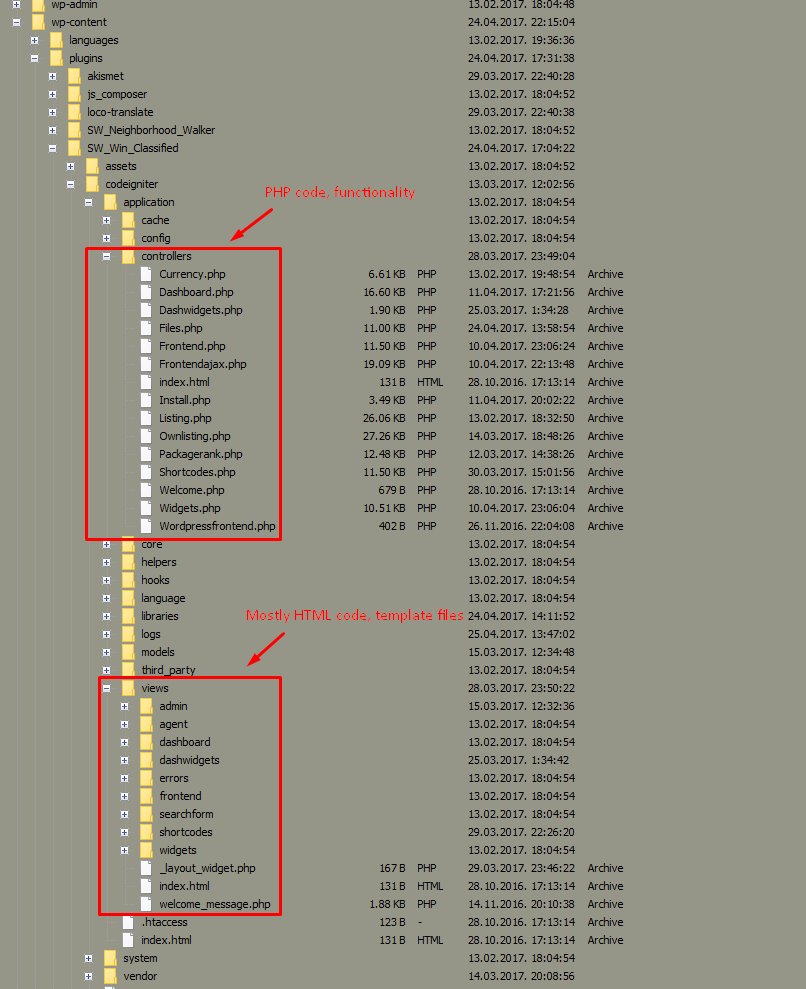 wp-admin 13.02.2017. 18:04:48
wp-content 24.04.2017. 22:15:04
languages 13.02.2017. 19:36:36
plugins 24.04.2017. 17:31:38
akismet 29.03.2017. 22:40:28
js_composer 13.02.2017. 18:04:52
loco-translate 29.03.2017. 22:40:38
SW_Neighborhood_Walker 13.02.2017. 18:04:52
SW_Win_Classified 24.04.2017. 17:04:22
assets 13.02.2017. 18:04:52
codeigniter 13.03.2017. 12:02:56
PHP code, functionality
application 13.02.2017. 18:04:54
cache 13.02.2017. 18:04:54
config 13.02.2017. 18:04:54
controllers 28.03.2017. 23:49:04
Currency.php 6.61 KB PHP 13.02.2017. 19:48:54 Archive
Dashboard.php 16.60 KB PHP 11.04.2017. 17:21:56 Archive
Dashwidgets.php 1.90 KB PHP 25.03.2017. 1:34:28 Archive
Files.php 11.00 KB PHP 24.04.2017. 13:58:54 Archive
Frontend.php 11.50 KB PHP 10.04.2017. 23:06:24 Archive
Frontendajax.php 19.09 KB PHP 10.04.2017. 22:13:48 Archive
index.html 131 B HTML 28.10.2016. 17:13:14 Archive
Install.php 3.49 KB PHP 11.04.2017. 20:02:22 Archive
Listing.php 26.06 KB PHP 13.02.2017. 18:32:50 Archive
Ownlisting.php 27.26 KB PHP 14.03.2017. 18:48:26 Archive
Packagerank.php 12.48 KB PHP 12.03.2017. 14:38:26 Archive
Shortcodes.php 11.50 KB PHP 30.03.2017. 15:01:56 Archive
Welcome.php 679 B PHP 28.10.2016. 17:13:14 Archive
Widgets.php 10.51 KB PHP 10.04.2017. 23:06:04 Archive
Wordpressfrontend.php 402 B PHP 26.11.2016. 22:04:08 Archive
core 13.02.2017. 18:04:54
helpers 13.02.2017. 18:04:54
hooks 13.02.2017. 18:04:54
language 13.02.2017. 18:04:54
Mostly HTML code, template files
libraries 24.04.2017. 14:11:52
logs 25.04.2017. 13:47:02
models 15.03.2017. 12:34:48
third_party 13.02.2017. 18:04:54
views 28.03.2017. 23:50:22
admin 15.03.2017. 12:32:36
agent 13.02.2017. 18:04:54
dashboard 13.02.2017. 18:04:54
dashwidgets 25.03.2017. 1:34:42
errors 13.02.2017. 18:04:54
frontend 13.02.2017. 18:04:54
searchform 13.02.2017. 18:04:54
shortcodes 29.03.2017. 22:26:20
widgets 13.02.2017. 18:04:54
_layout_widget.php 167 B PHP 29.03.2017. 23:46:22 Archive
index.html 131 B HTML 28.10.2016. 17:13:14 Archive
welcome_message.php 1.88 KB PHP 14.11.2016. 20:10:38 Archive
.htaccess 123 B - 28.10.2016. 17:13:14 Archive
index.html 131 B HTML 28.10.2016. 17:13:14 Archive
system 13.02.2017. 18:04:54
vendor 14.03.2017. 20:08:56